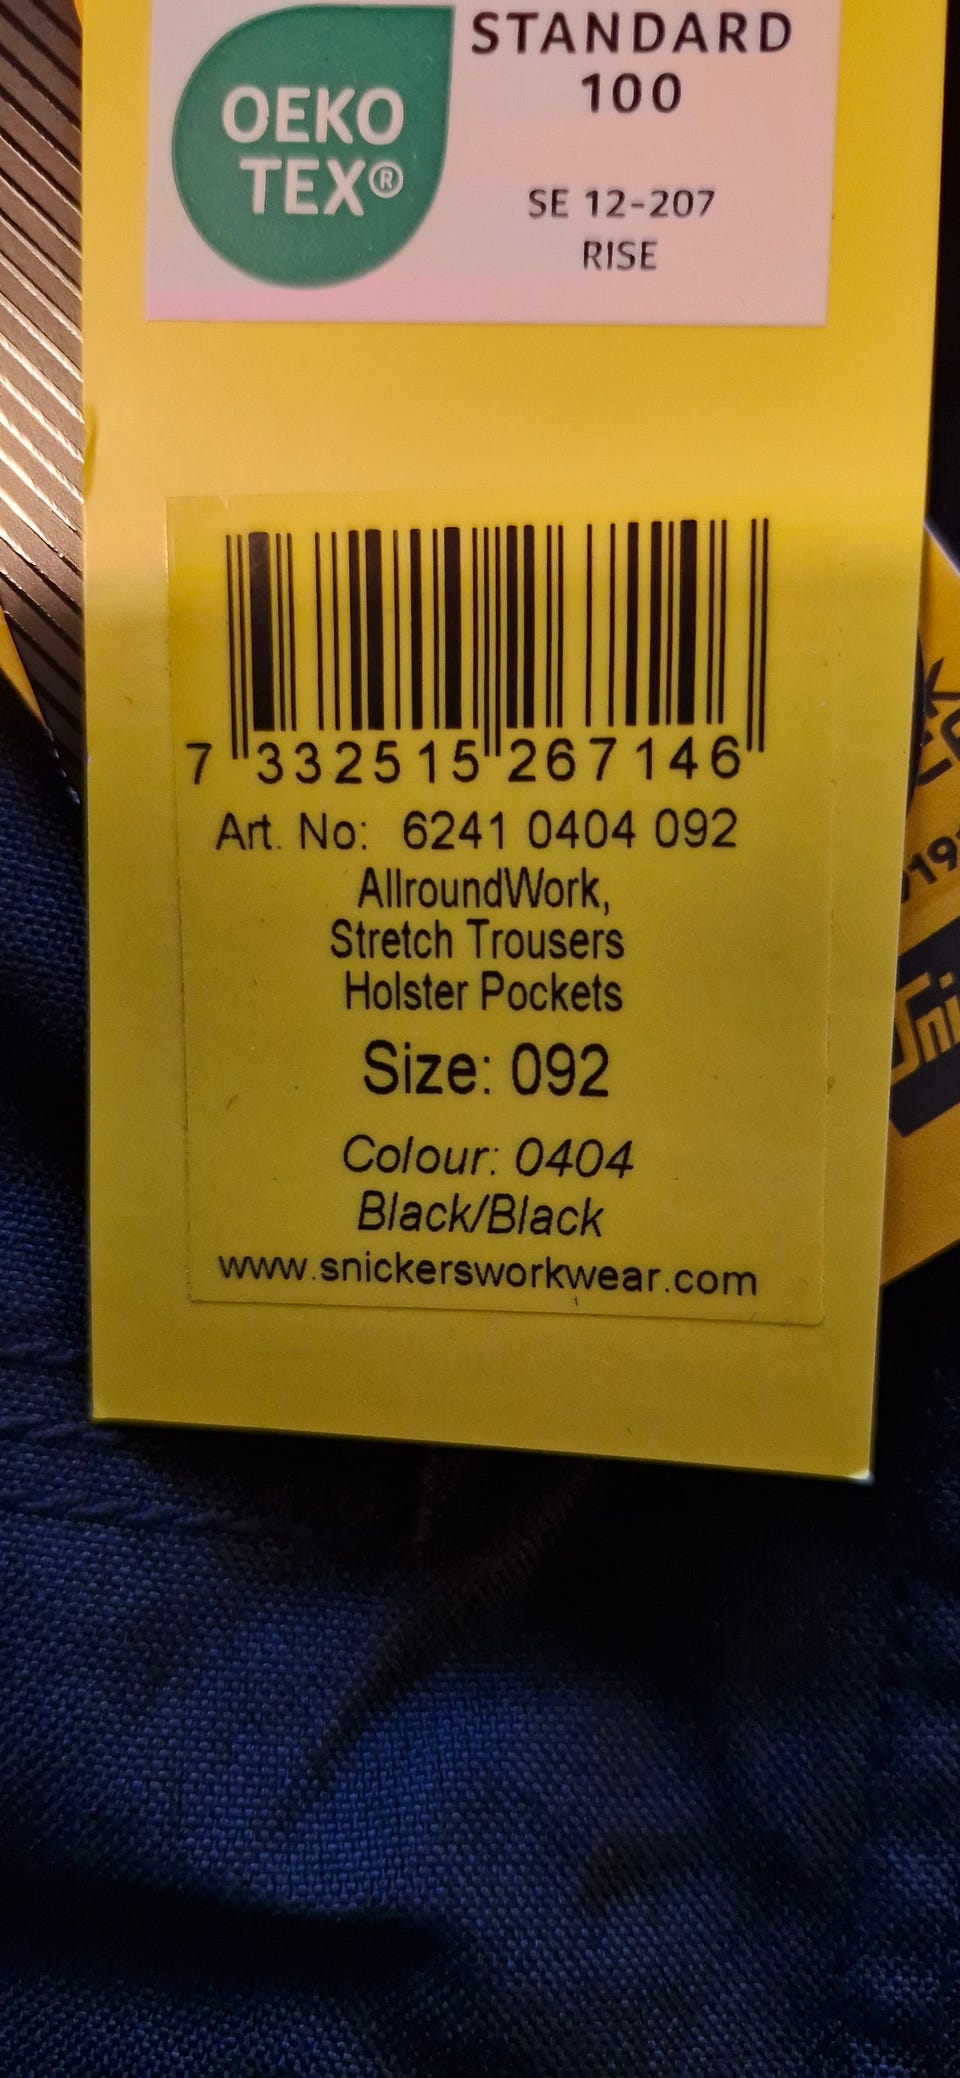 OEKO
TEX®
STANDARD
100
SE 12-207
RISE
7 332515 267146
Art. No: 6241 0404 092
AllroundWork,
Stretch Trousers
Holster Pockets
Size: 092
Colour: 0404
Black/Black
www.snickersworkwear.com